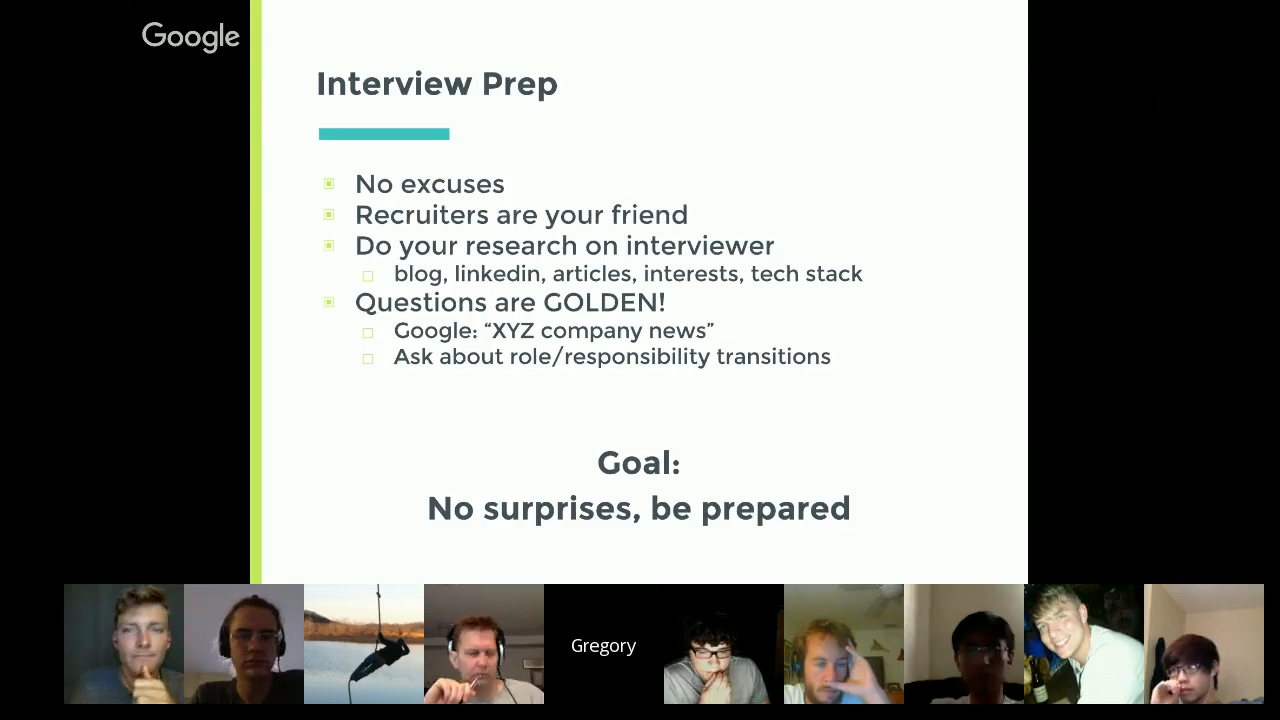 Google
Interview Prep
No excuses
Recruiters are your friend
Do your research on interviewer
blog, linkedin, articles, interests, tech stack
Questions are GOLDEN!
Google: “XYZ company news”
Ask about role/responsibility transitions
Goal:
No surprises, be prepared
Gregory